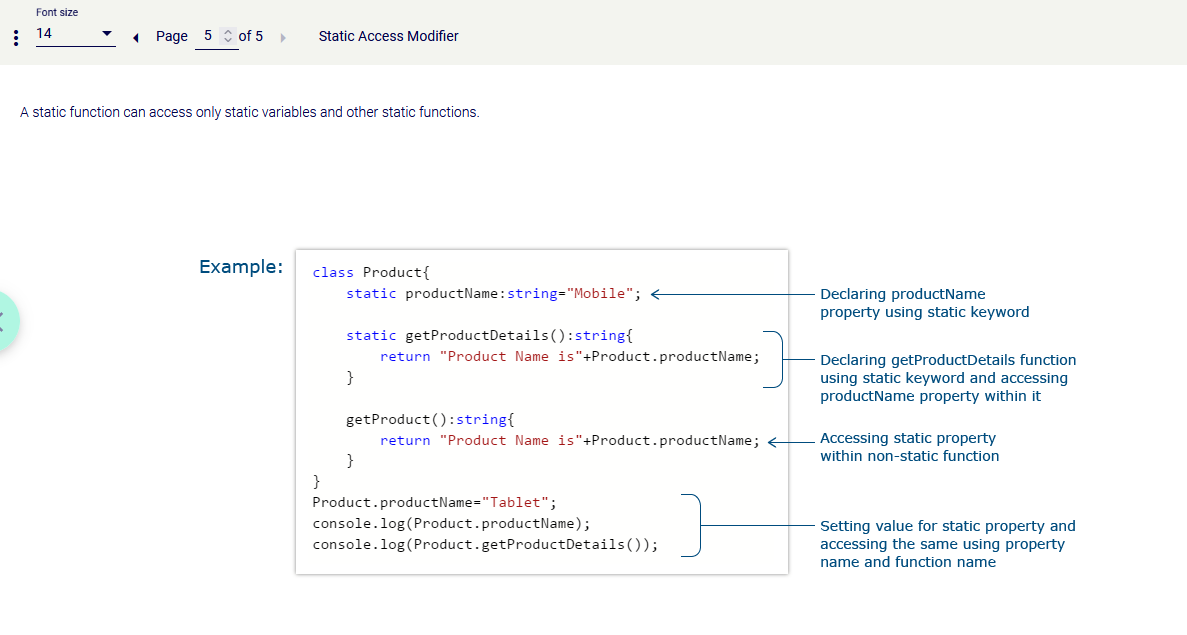 Font size
14
Page 5 of 5
Static Access Modifier
A static function can access only static variables and other static functions.
Example:
class Product{
static productName:string="Mobile";
static getProductDetails():string{
return "Product Name is"+Product.productName;
}
getProduct():string{
return "Product Name is"+Product.productName;
}
}
Product.productName="Tablet";
console.log(Product.productName);
console.log(Product.getProductDetails());
Declaring productName
property using static keyword
Declaring getProductDetails function
using static keyword and accessing
productName property within it
Accessing static property
within non-static function
Setting value for static property and
accessing the same using property
name and function name